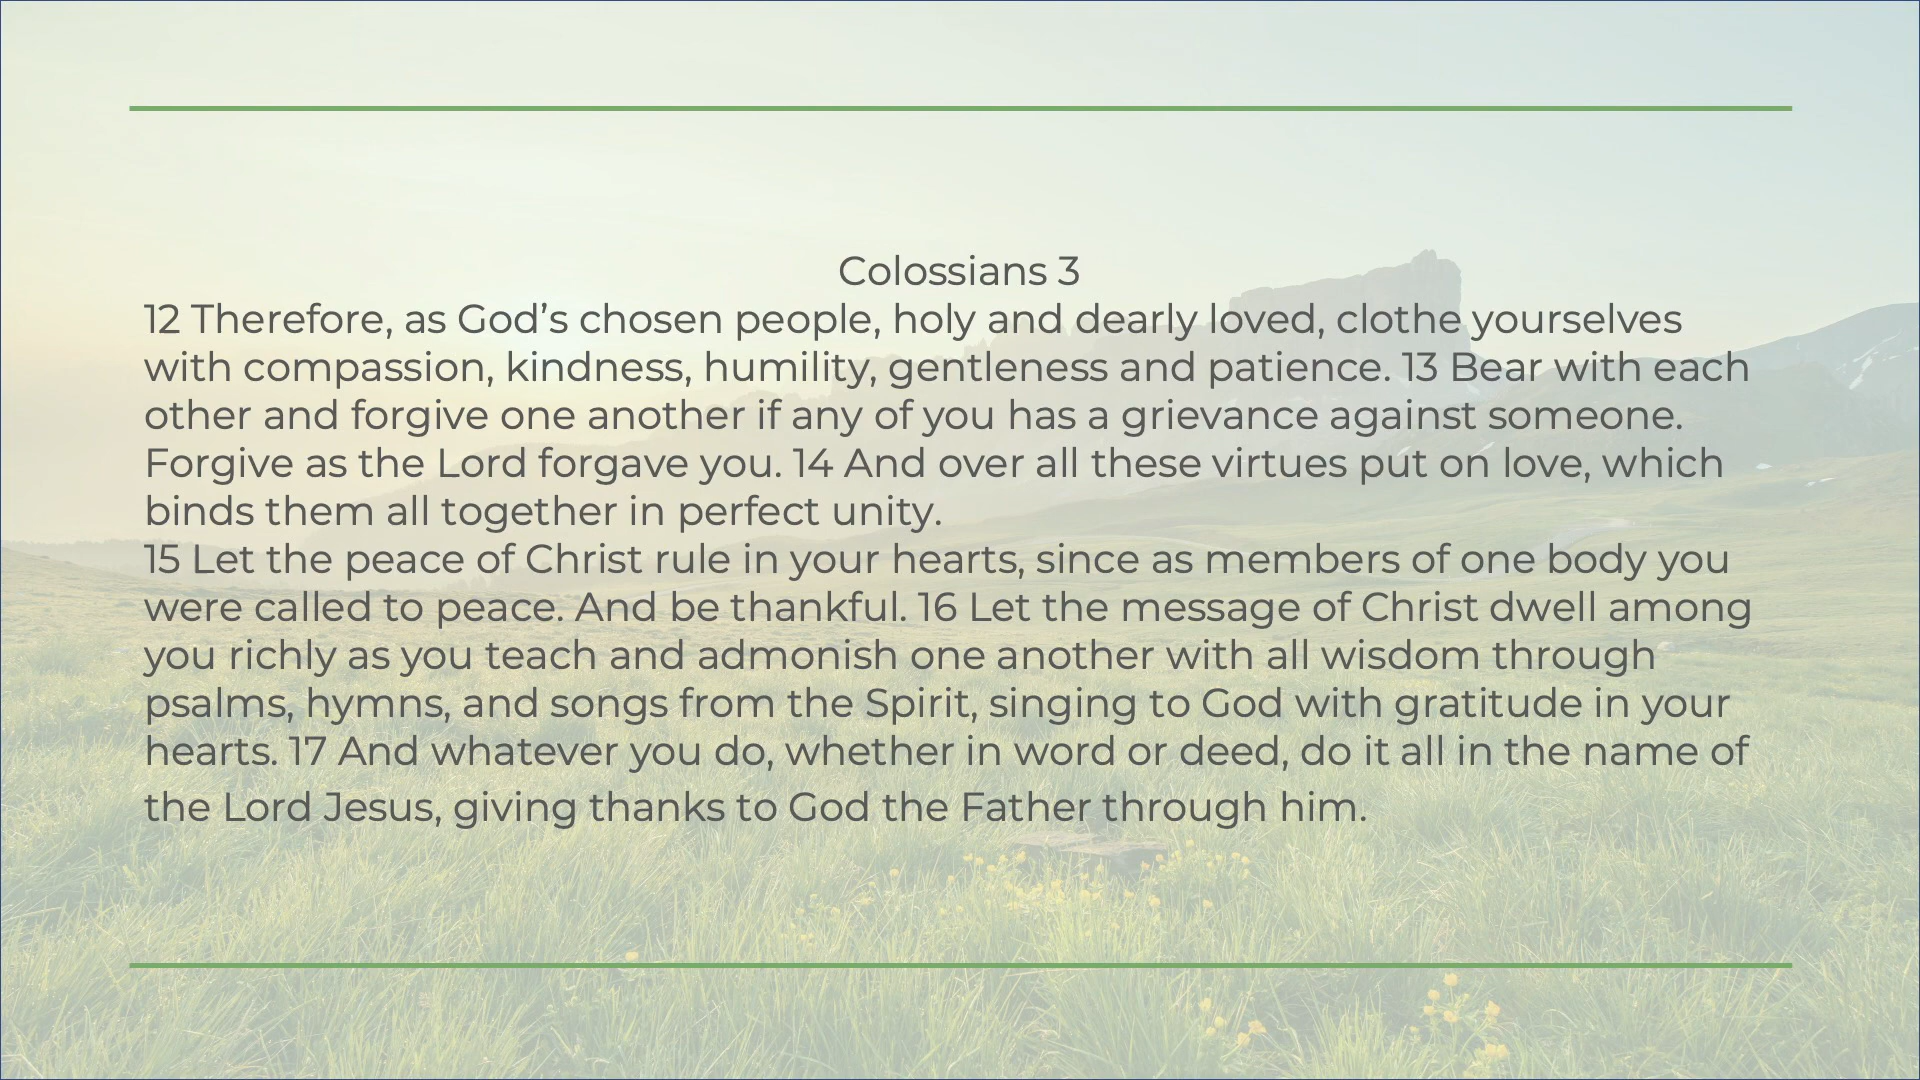 Colossians 3
12 Therefore, as God’s chosen people, holy and dearly loved, clothe yourselves
with compassion, kindness, humility, gentleness and patience. 13 Bear with each
other and forgive one another if any of you has a grievance against someone.
Forgive as the Lord forgave you. 14 And over all these virtues put on love, which
binds them all together in perfect unity.
15 Let the peace of Christ rule in your hearts, since as members of one body you
were called to peace. And be thankful. 16 Let the message of Christ dwell among
you richly as you teach and admonish one another with all wisdom through
psalms, hymns, and songs from the Spirit, singing to God with gratitude in your
hearts. 17 And whatever you do, whether in word or deed, do it all in the name of
the Lord Jesus, giving thanks to God the Father through him.